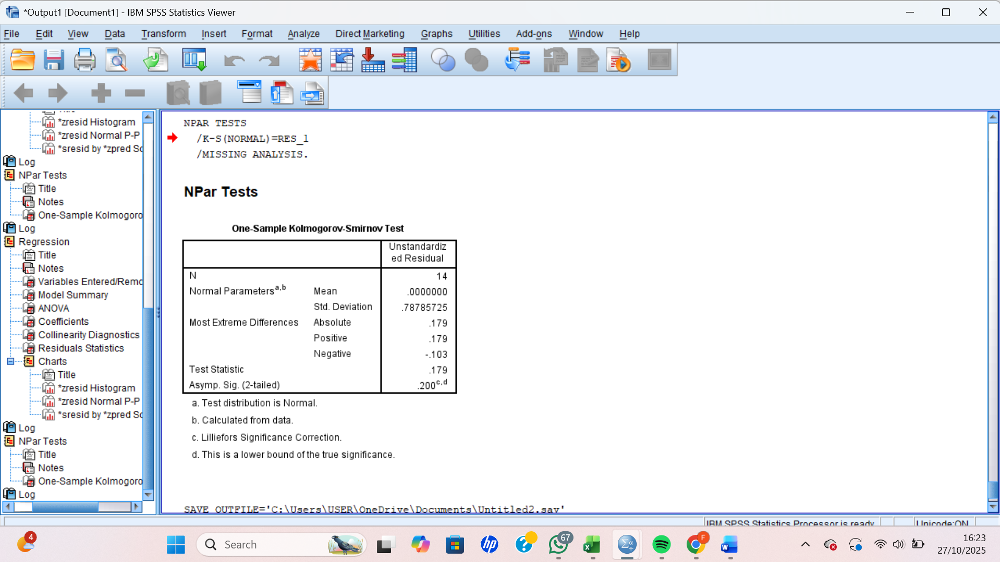 *Output1 [Document1] - IBM SPSS Statistics Viewer
File Edit View Data Transform Insert Format Analyze Direct Marketing Graphs Utilities Add-ons Window Help
*zresid Histogram
*zresid Normal P-P
*sresid by *zpred Sc
Log
NPar Tests
Title
Notes
One-Sample Kolmogoro
Log
Regression
Title
Notes
Variables Entered/Remo
Model Summary
ANOVA
Coefficients
Collinearity Diagnostics
Residuals Statistics
Charts
Title
*zresid Histogram
*zresid Normal P-P
*sresid by *zpred Sc
Log
NPar Tests
Title
Notes
One-Sample Kolmogoro
Log
NPAR TESTS
/K-S(NORMAL)=RES_1
/MISSING ANALYSIS.
NPar Tests
One-Sample Kolmogorov-Smirnov Test
Unstandardiz
ed Residual
N 14
Normal Parametersa,b Mean .0000000
Std. Deviation .78785725
Most Extreme Differences Absolute .179
Positive .179
Negative -.103
Test Statistic .179
Asymp. Sig. (2-tailed) .200c,d
a. Test distribution is Normal.
b. Calculated from data.
c. Lilliefors Significance Correction.
d. This is a lower bound of the true significance.
SAVE OUTFILE='C:\Users\USER\OneDrive\Documents\Untitled2.sav'
IBM SPSS Statistics Processor is ready Unicode:ON
4
Search
hp
67
F
16:23
27/10/2025